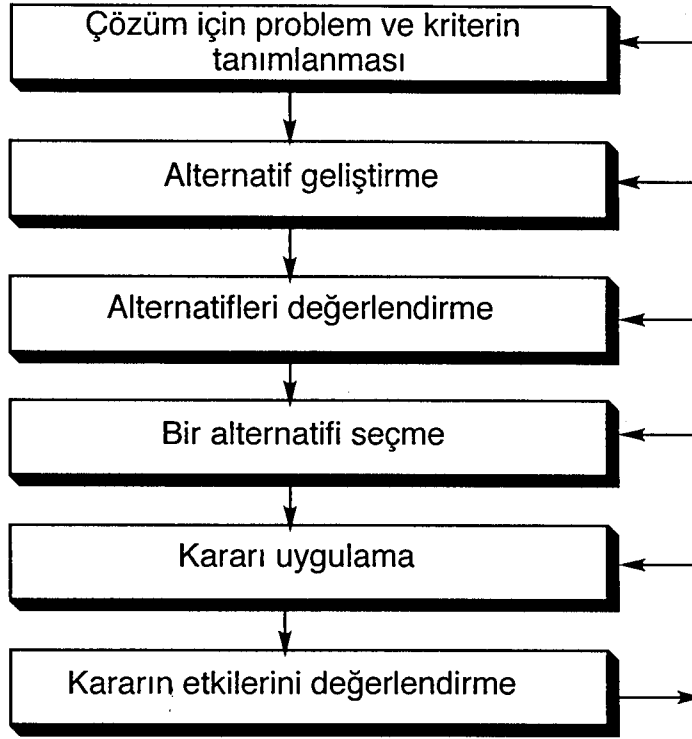 Çözüm için problem ve kriterin
tanımlanması
Alternatif geliştirme
Alternatifleri değerlendirme
Bir alternatifi seçme
Kararı uygulama
Kararın etkilerini değerlendirme